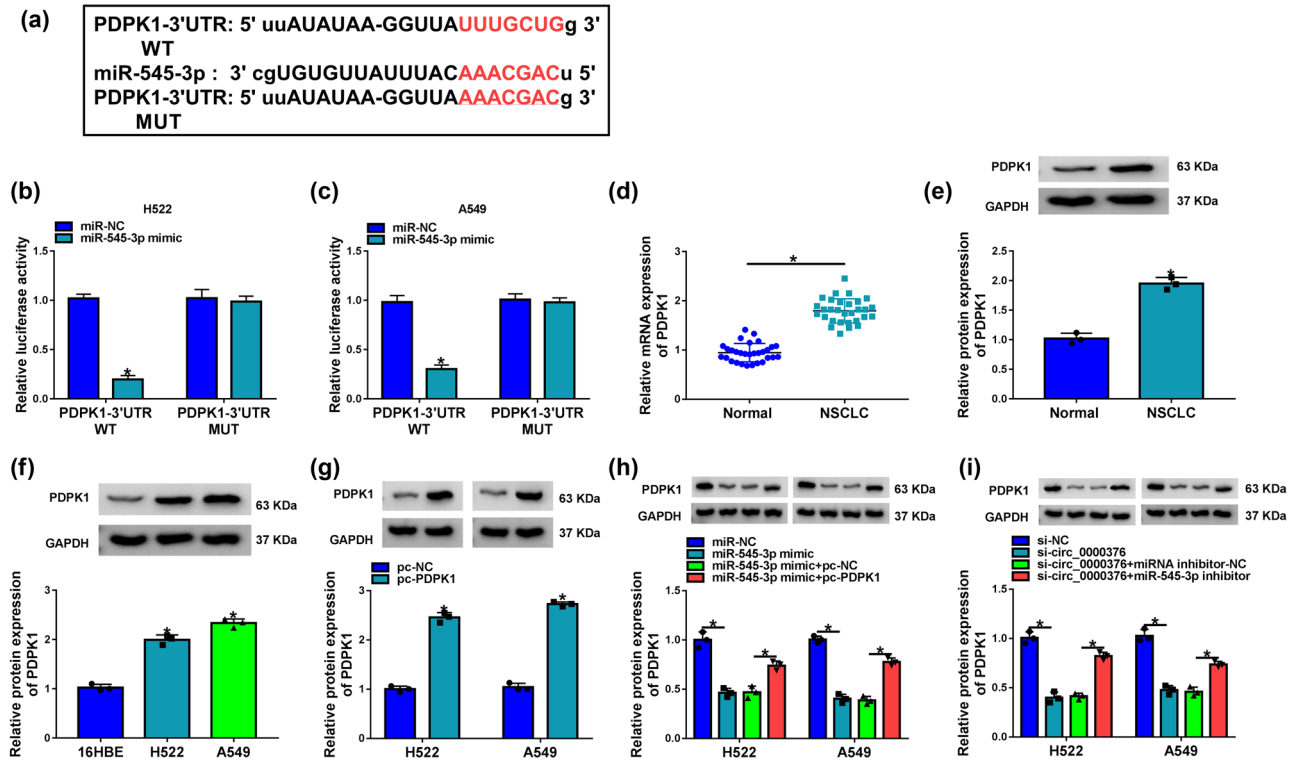 (a)
PDPK1-3'UTR: 5' uuAUAUAA-GGUUAUUUGCUGg 3'
WT
miR-545-3p : 3' cgUGUGUUAUUUACAAACGACu 5'
PDPK1-3'UTR: 5' uuAUAUAA-GGUUAAAACGACg 3'
MUT
(b)
H522
miR-NC
miR-545-3p mimic
Relative luciferase activity
1.5
1.0
0.5
0.0
*
PDPK1-3'UTR WT
PDPK1-3'UTR MUT
(c)
A549
miR-NC
miR-545-3p mimic
Relative luciferase activity
1.5
1.0
0.5
0.0
*
PDPK1-3'UTR WT
PDPK1-3'UTR MUT
(d)
Relative mRNA expression
of PDPK1
3
2
1
0
*
Normal
NSCLC
(e)
PDPK1
63 KDa
GAPDH
37 KDa
Relative protein expression
of PDPK1
2.5
2.0
1.5
1.0
0.5
0.0
*
Normal
NSCLC
(f)
PDPK1
63 KDa
GAPDH
37 KDa
Relative protein expression
of PDPK1
3
2
1
0
*
*
16HBE
H522
A549
(g)
PDPK1
63 KDa
GAPDH
37 KDa
pc-NC
pc-PDPK1
Relative protein expression
of PDPK1
3
2
1
0
*
*
H522
A549
(h)
PDPK1
63 KDa
GAPDH
37 KDa
miR-NC
miR-545-3p mimic
miR-545-3p mimic+pc-NC
miR-545-3p mimic+pc-PDPK1
Relative protein expression
of PDPK1
1.5
1.0
0.5
0.0
*
*
*
*
H522
A549
(i)
PDPK1
63 KDa
GAPDH
37 KDa
si-NC
si-circ_0000376
si-circ_0000376+miRNA inhibitor-NC
si-circ_0000376+miR-545-3p inhibitor
Relative protein expression
of PDPK1
1.5
1.0
0.5
0.0
*
*
*
*
H522
A549